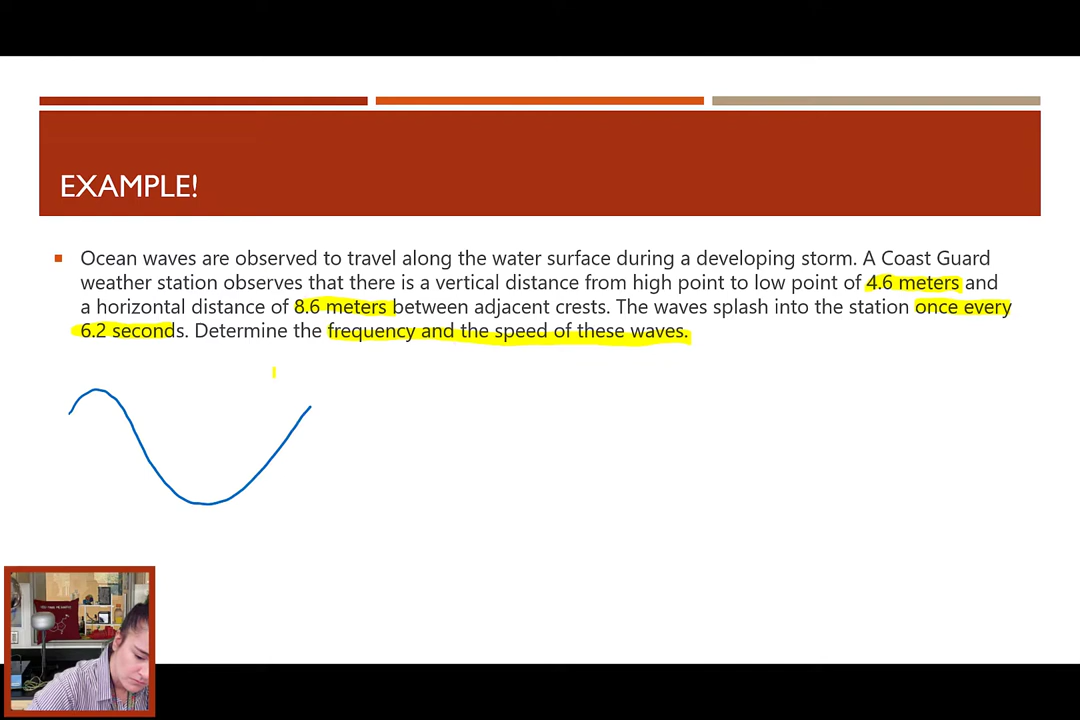 EXAMPLE!
Ocean waves are observed to travel along the water surface during a developing storm. A Coast Guard
weather station observes that there is a vertical distance from high point to low point of 4.6 meters and
a horizontal distance of 8.6 meters between adjacent crests. The waves splash into the station once every
6.2 seconds. Determine the frequency and the speed of these waves.